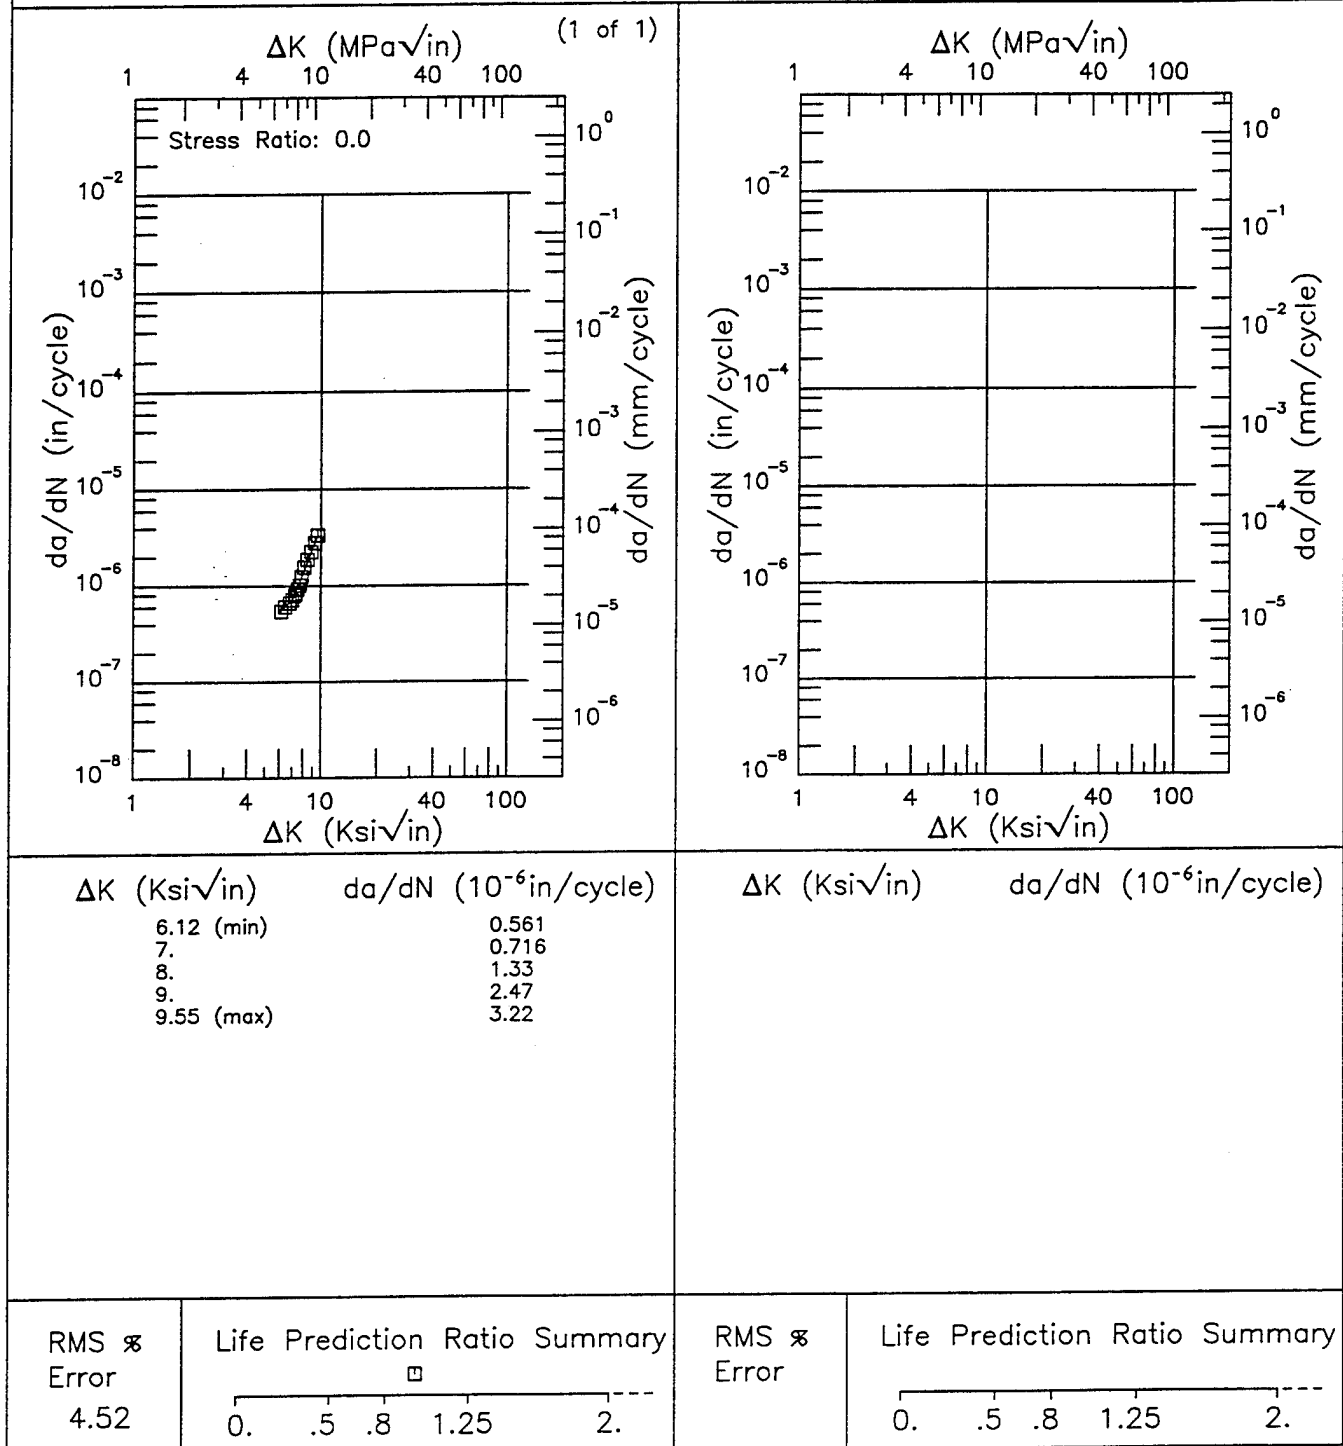 (1 of 1)
ΔK (MPa√in)
1 4 10 40 100
Stress Ratio: 0.0
10⁻²
10⁻³
10⁻⁴
10⁻⁵
10⁻⁶
10⁻⁷
10⁻⁸
da/dN (in/cycle)
10⁰
10⁻¹
10⁻²
10⁻³
10⁻⁴
10⁻⁵
10⁻⁶
da/dN (mm/cycle)
1 4 10 40 100
ΔK (Ksi√in)
ΔK (MPa√in)
1 4 10 40 100
10⁻²
10⁻³
10⁻⁴
10⁻⁵
10⁻⁶
10⁻⁷
10⁻⁸
da/dN (in/cycle)
10⁰
10⁻¹
10⁻²
10⁻³
10⁻⁴
10⁻⁵
10⁻⁶
da/dN (mm/cycle)
1 4 10 40 100
ΔK (Ksi√in)
ΔK (Ksi√in) da/dN (10⁻⁶in/cycle)
6.12 (min) 0.561
7. 0.716
8. 1.33
9. 2.47
9.55 (max) 3.22
ΔK (Ksi√in) da/dN (10⁻⁶in/cycle)
RMS %
Error
4.52
Life Prediction Ratio Summary
0. .5 .8 1.25 2.
RMS %
Error
Life Prediction Ratio Summary
0. .5 .8 1.25 2.